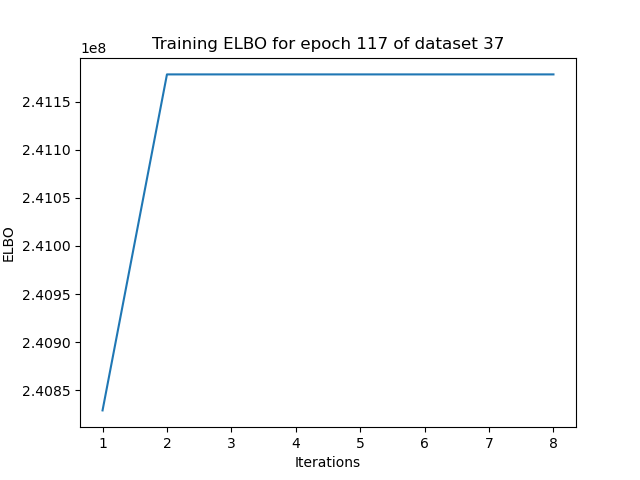 Training ELBO for epoch 117 of dataset 37
1e8
2.4115
2.4110
2.4105
2.4100
2.4095
2.4090
2.4085
ELBO
1 2 3 4 5 6 7 8
Iterations